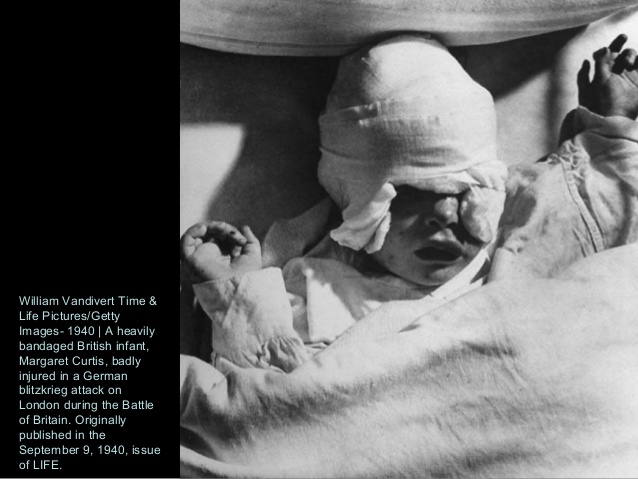 William Vandivert Time &
Life Pictures/Getty
Images- 1940 | A heavily
bandaged British infant,
Margaret Curtis, badly
injured in a German
blitzkrieg attack on
London during the Battle
of Britain. Originally
published in the
September 9, 1940, issue
of LIFE.